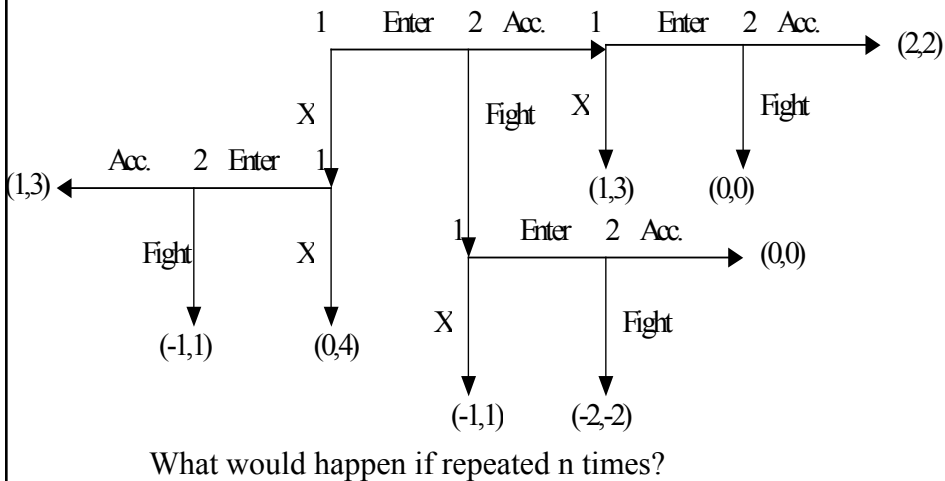 1 Enter 2 Acc. 1 Enter 2 Acc. (2,2)
X Fight X Fight
Acc. 2 Enter 1
(1,3) (1,3) (0,0)
1 Enter 2 Acc. (0,0)
Fight X
X Fight
(-1,1) (0,4)
(-1,1) (-2,-2)
What would happen if repeated n times?